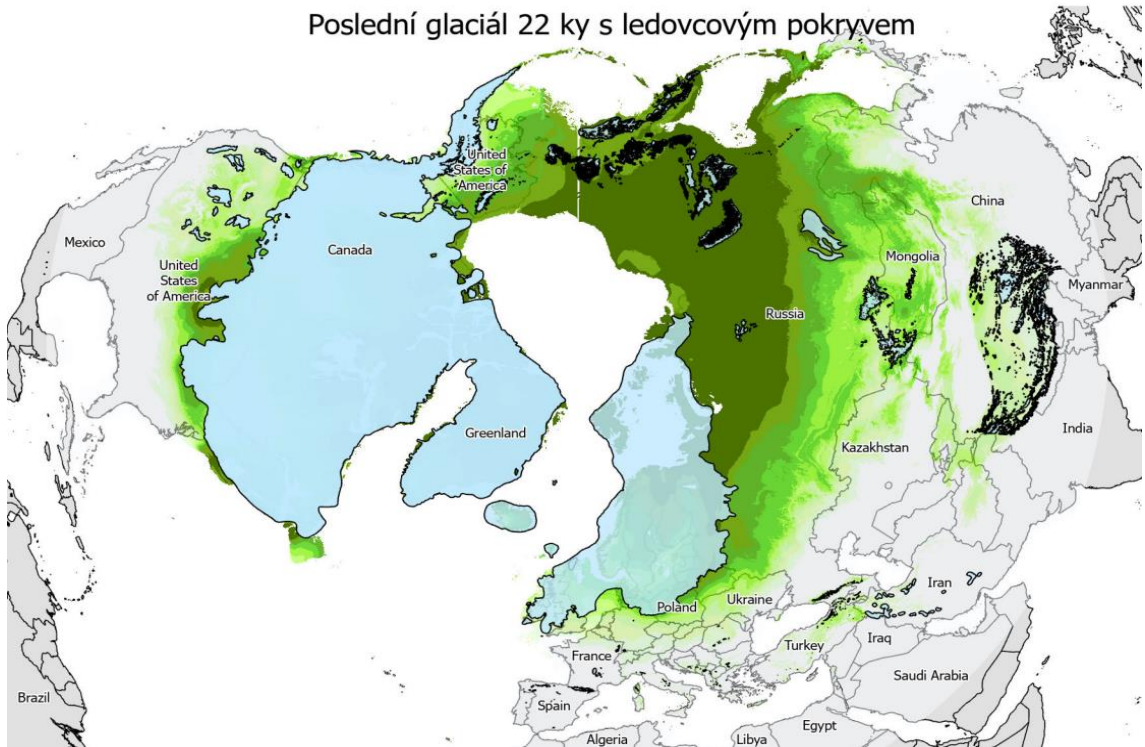 Poslední glaciál 22 ky s ledovcovým pokryvem
United
States of
America
China
Mexico
Canada
Mongolia
United
States
of America
Myanmar
Russia
Greenland
India
Kazakhstan
Iran
Poland
Ukraine
Turkey
Iraq
France
Saudi Arabia
Brazil
Spain
Egypt
Algeria
Libya